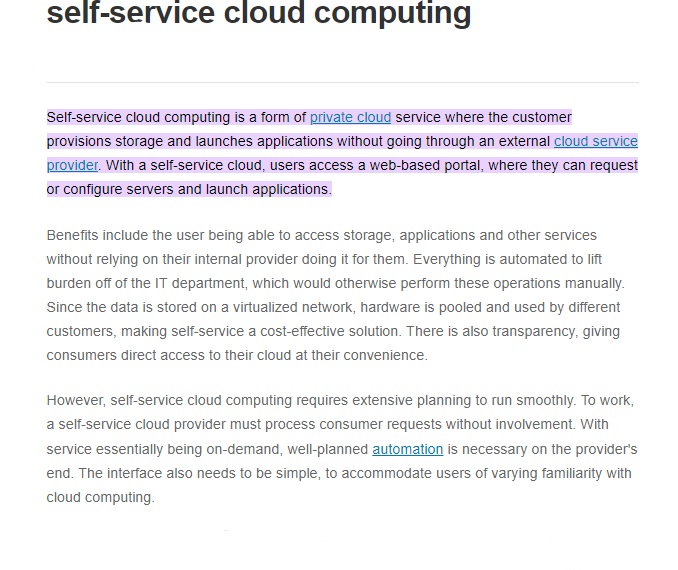 self-service cloud computing
Self-service cloud computing is a form of private cloud service where the customer
provisions storage and launches applications without going through an external cloud service
provider. With a self-service cloud, users access a web-based portal, where they can request
or configure servers and launch applications.
Benefits include the user being able to access storage, applications and other services
without relying on their internal provider doing it for them. Everything is automated to lift
burden off of the IT department, which would otherwise perform these operations manually.
Since the data is stored on a virtualized network, hardware is pooled and used by different
customers, making self-service a cost-effective solution. There is also transparency, giving
consumers direct access to their cloud at their convenience.
However, self-service cloud computing requires extensive planning to run smoothly. To work,
a self-service cloud provider must process consumer requests without involvement. With
service essentially being on-demand, well-planned automation is necessary on the provider's
end. The interface also needs to be simple, to accommodate users of varying familiarity with
cloud computing.